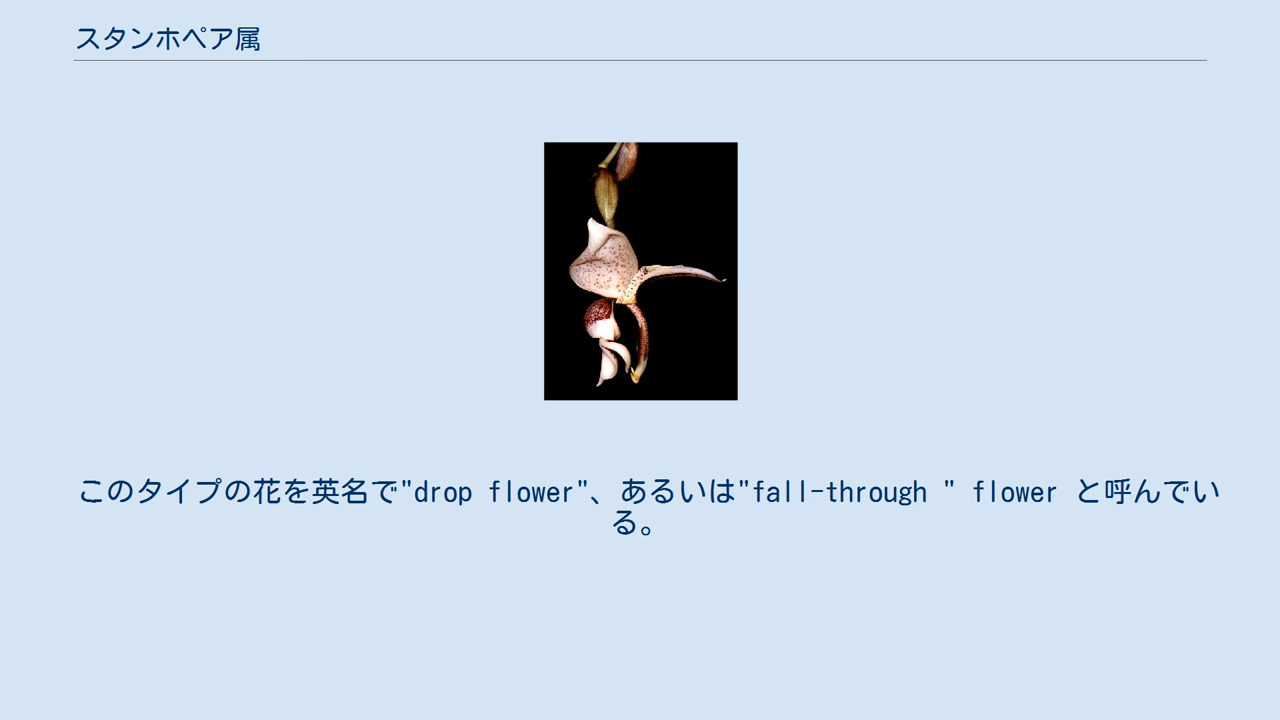 スタンホペア属
このタイプの花を英名で"drop flower"、あるいは"fall-through " flower と呼んでい
る。